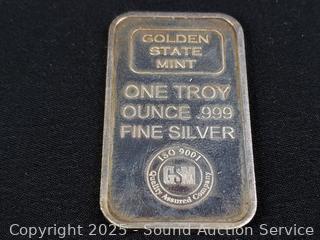 GOLDEN
STATE
MINT
ONE TROY
OUNCE .999
FINE SILVER
ISO 9001
GSM
Quality Assured Company
Copyright 2025 - Sound Auction Service